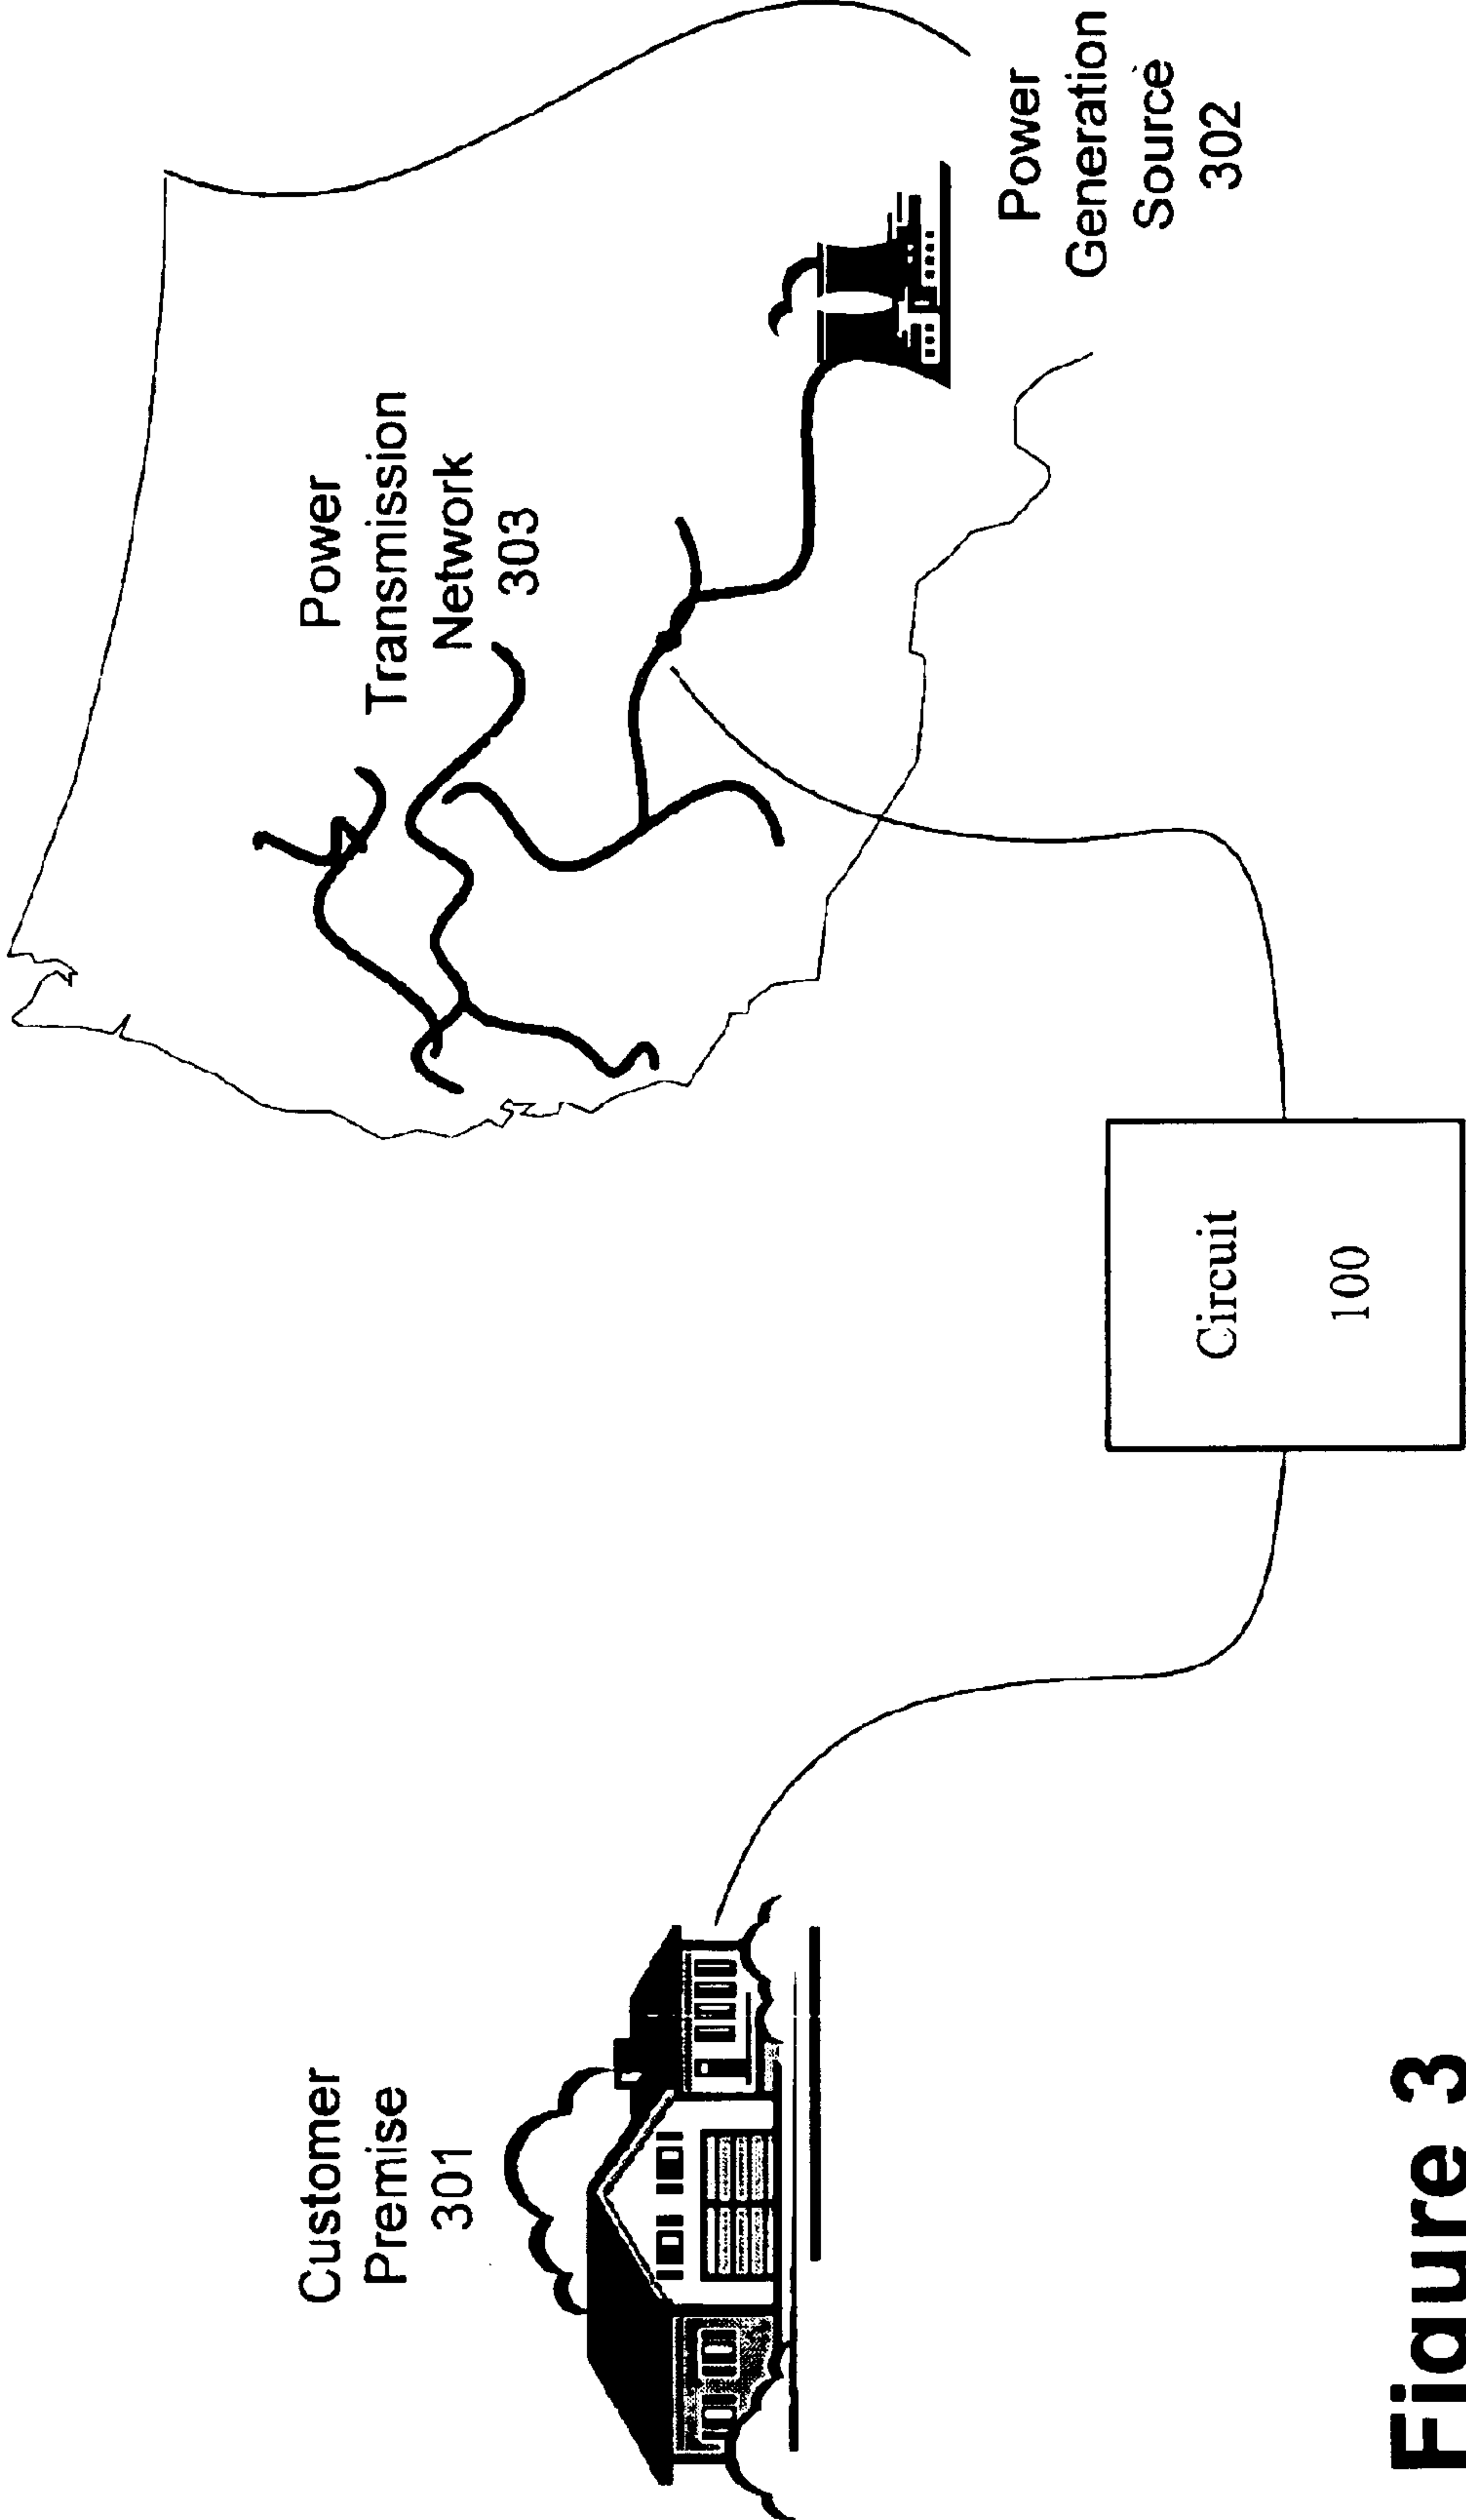 Customer
Premise
301
Power
Transmission
Network
303
Power
Generation
Source
302
Circuit
100
Figure 3